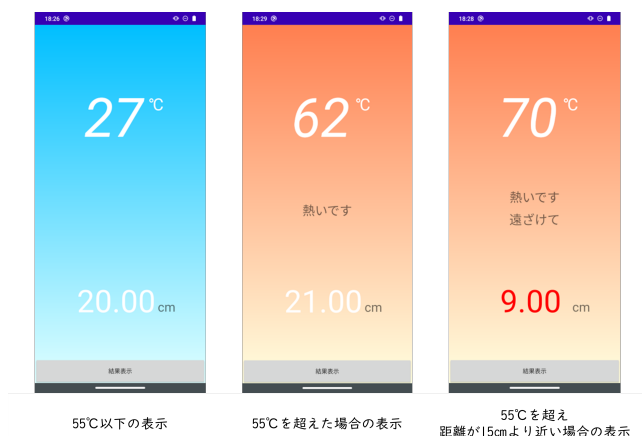 18:26
27 ℃
20.00 cm
結果表示
55℃以下の表示
18:29
62 ℃
熱いです
21.00 cm
結果表示
55℃を超えた場合の表示
18:28
70 ℃
熱いです
遠ざけて
9.00 cm
結果表示
55℃を超え
距離が15cmより近い場合の表示